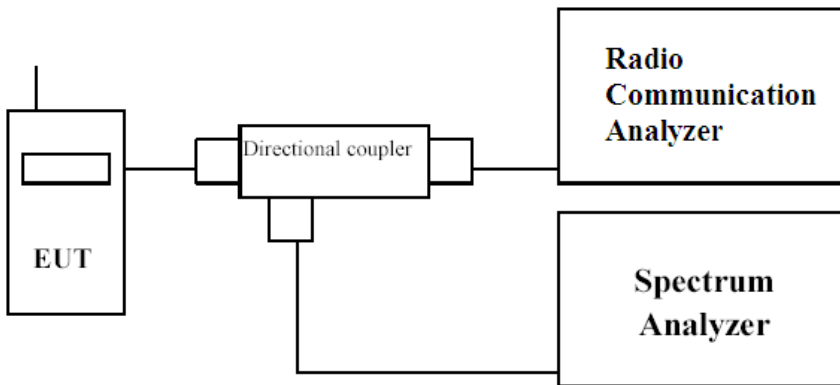 EUT
Directional coupler
Radio
Communication
Analyzer
Spectrum
Analyzer